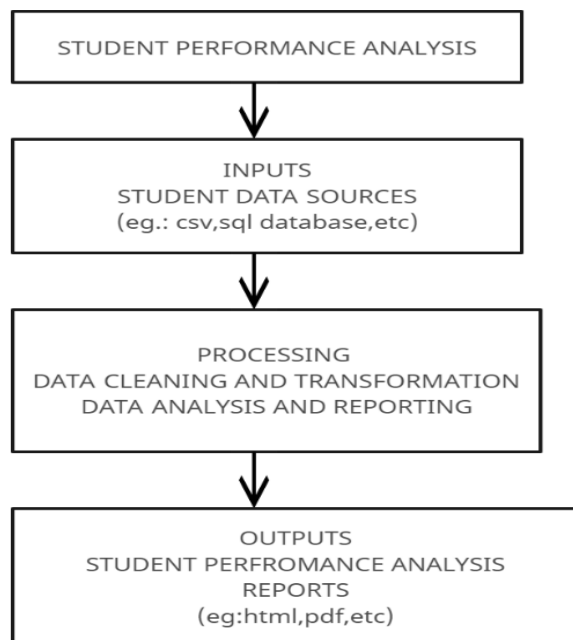 STUDENT PERFORMANCE ANALYSIS
INPUTS
STUDENT DATA SOURCES
(eg.: csv,sql database,etc)
PROCESSING
DATA CLEANING AND TRANSFORMATION
DATA ANALYSIS AND REPORTING
OUTPUTS
STUDENT PERFROMANCE ANALYSIS
REPORTS
(eg:html,pdf,etc)